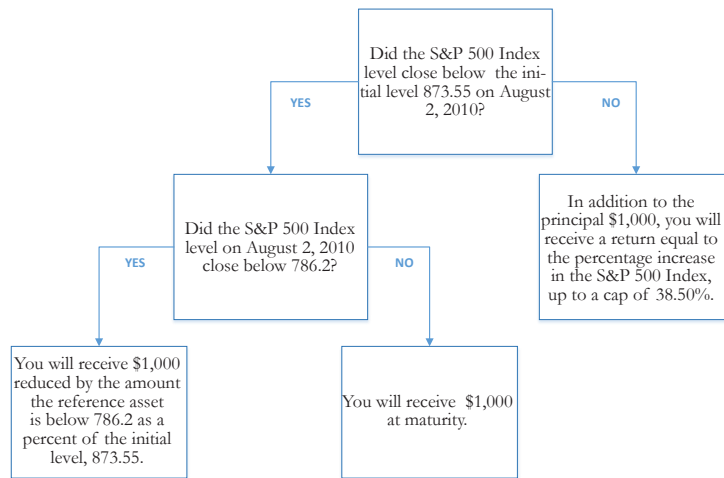 Did the S&P 500 Index
level close below the ini-
tial level 873.55 on August
2, 2010?
YES
NO
Did the S&P 500 Index
level on August 2, 2010
close below 786.2?
In addition to the
principal $1,000, you will
receive a return equal to
the percentage increase
in the S&P 500 Index,
up to a cap of 38.50%.
YES
NO
You will receive $1,000
reduced by the amount
the reference asset
is below 786.2 as a
percent of the initial
level, 873.55.
You will receive $1,000
at maturity.